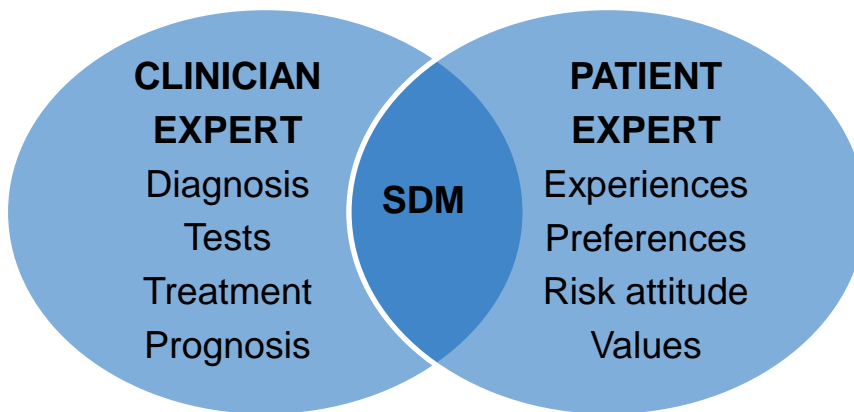 CLINICIAN
EXPERT
Diagnosis
Tests
Treatment
Prognosis
SDM
PATIENT
EXPERT
Experiences
Preferences
Risk attitude
Values